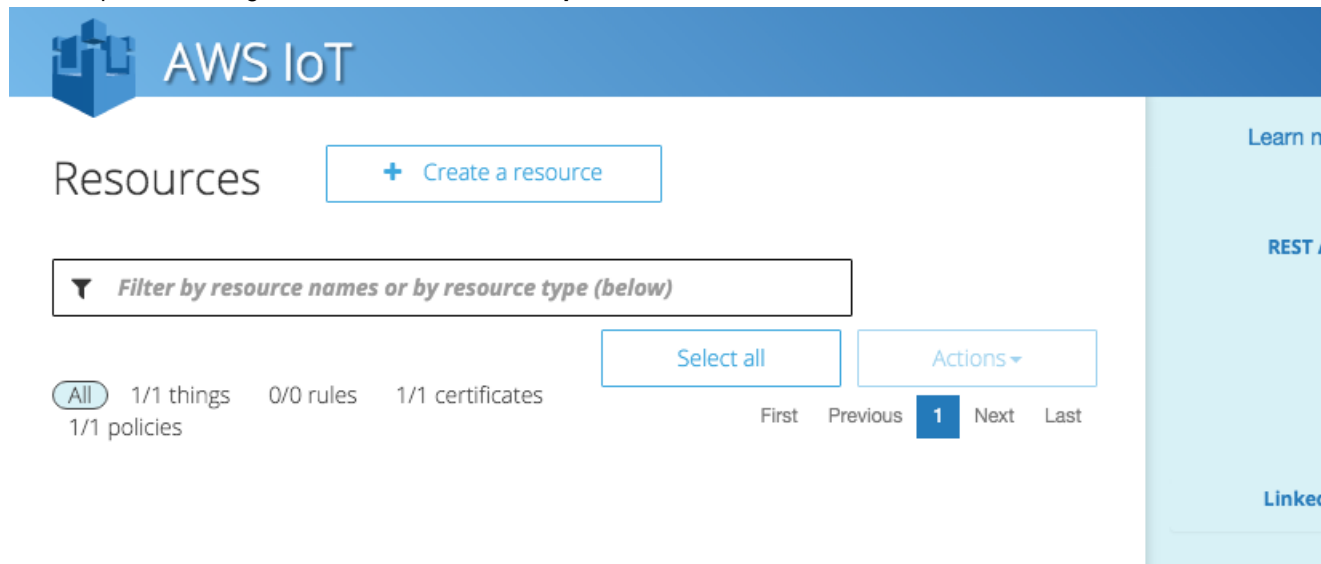 AWS IoT
Learn
Resources
+ Create a resource
REST
Filter by resource names or by resource type (below)
Select all
Actions
All 1/1 things 0/0 rules 1/1 certificates
1/1 policies
First Previous 1 Next Last